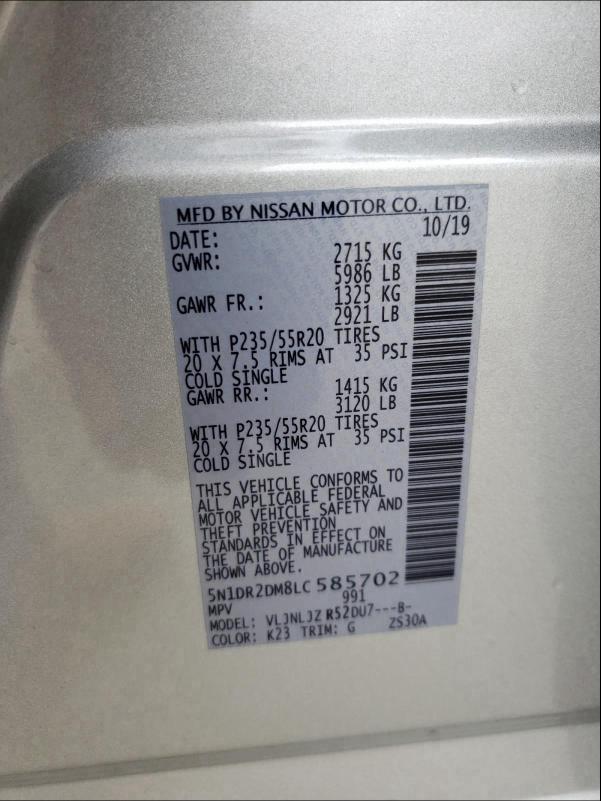 MFD BY NISSAN MOTOR CO., LTD.
DATE: 10/19
GVWR: 2715 KG
5986 LB
GAWR FR.: 1325 KG
2921 LB
WITH P235/55R20 TIRES
20 X 7.5 RIMS AT 35 PSI
COLD SINGLE
GAWR RR.: 1415 KG
3120 LB
WITH P235/55R20 TIRES
20 X 7.5 RIMS AT 35 PSI
COLD SINGLE
THIS VEHICLE CONFORMS TO
ALL APPLICABLE FEDERAL
MOTOR VEHICLE SAFETY AND
THEFT PREVENTION
STANDARDS IN EFFECT ON
THE DATE OF MANUFACTURE
SHOWN ABOVE.
5N1DR2DM8LC 585702
MPV 991
MODEL: VLJNLJZ R52DU7---B-
COLOR: K23 TRIM: G ZS30A